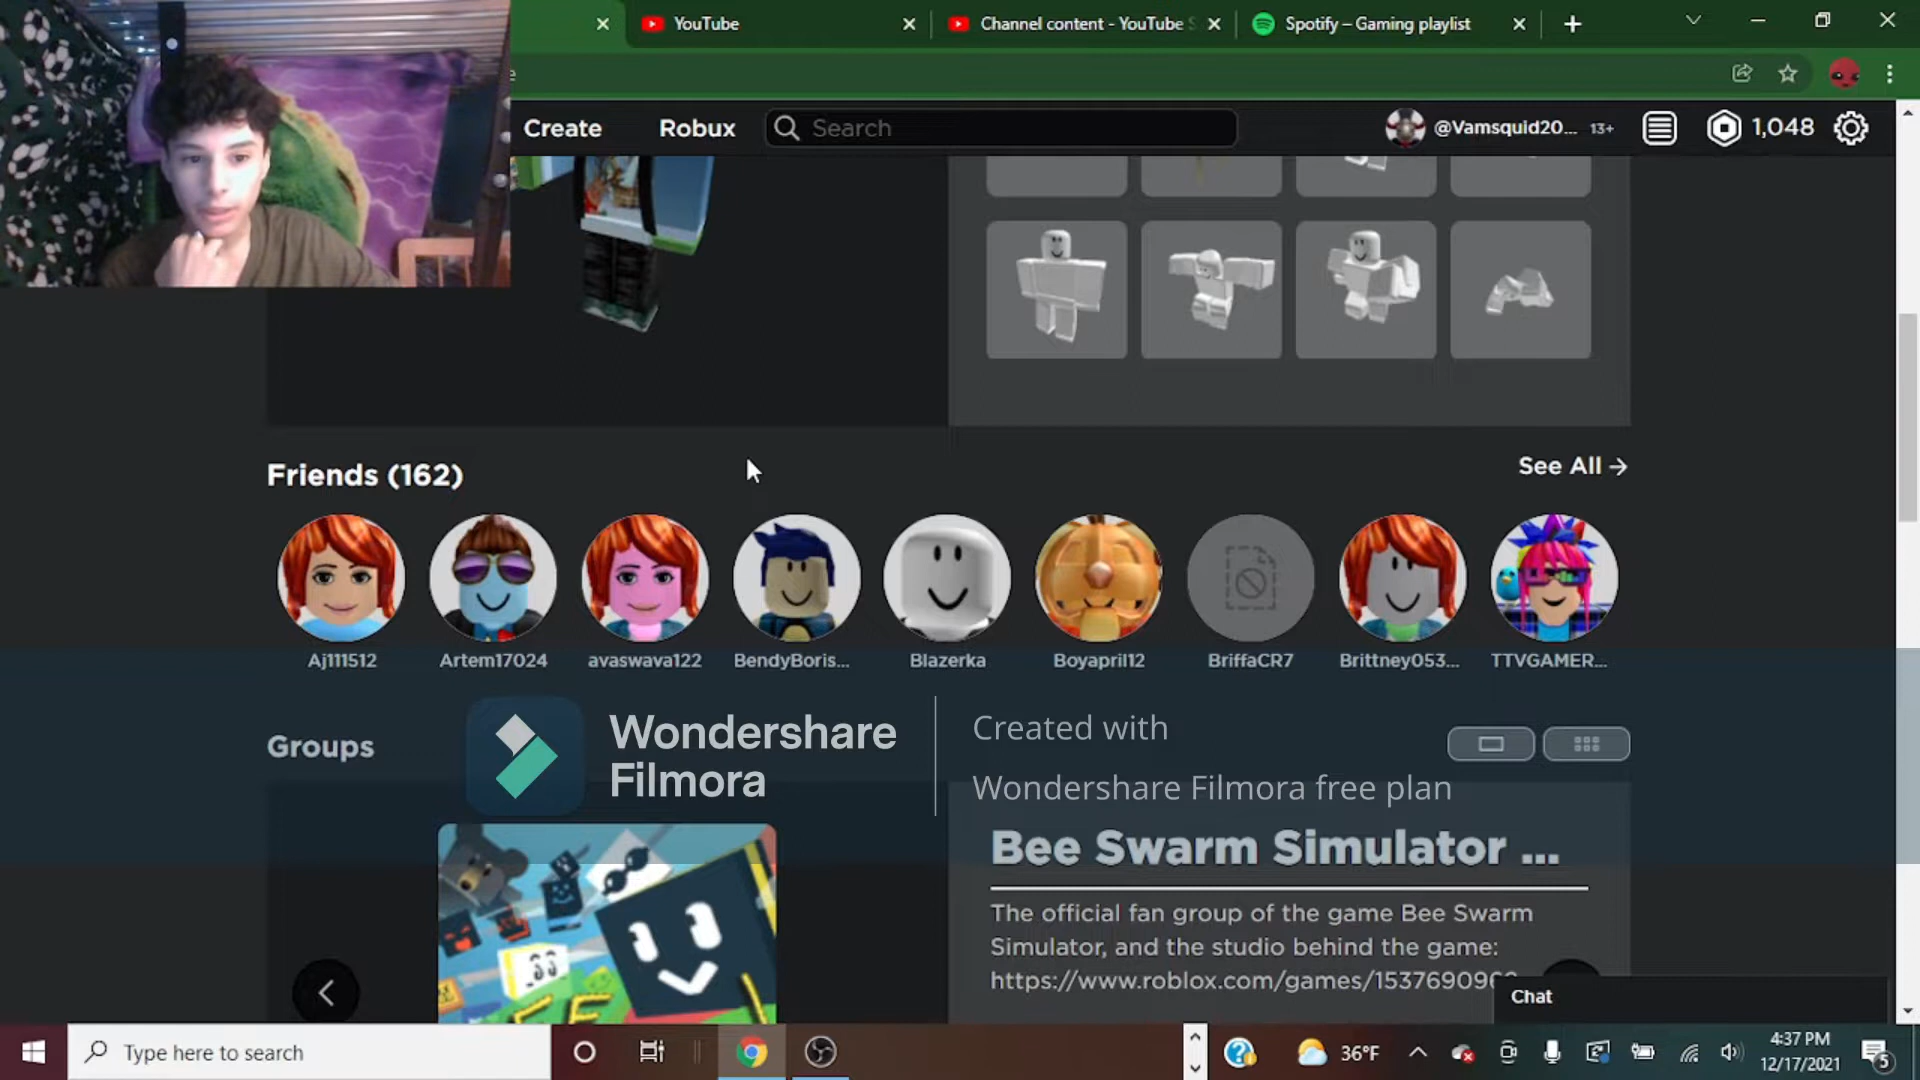 YouTube
Channel content - YouTube S
Spotify – Gaming playlist
Create
Robux
Search
@Vamsquid20...
13+
1,048
Friends (162)
See All →
Aj111512
Artem17024
avaswava122
BendyBoris...
Blazerka
Boyapril12
BriffaCR7
Brittney053...
TTVGAMER...
Groups
Wondershare
Filmora
Created with
Wondershare Filmora free plan
Bee Swarm Simulator ...
The official fan group of the game Bee Swarm
Simulator, and the studio behind the game:
Chat
Type here to search
36°F
4:37 PM
12/17/2021
5